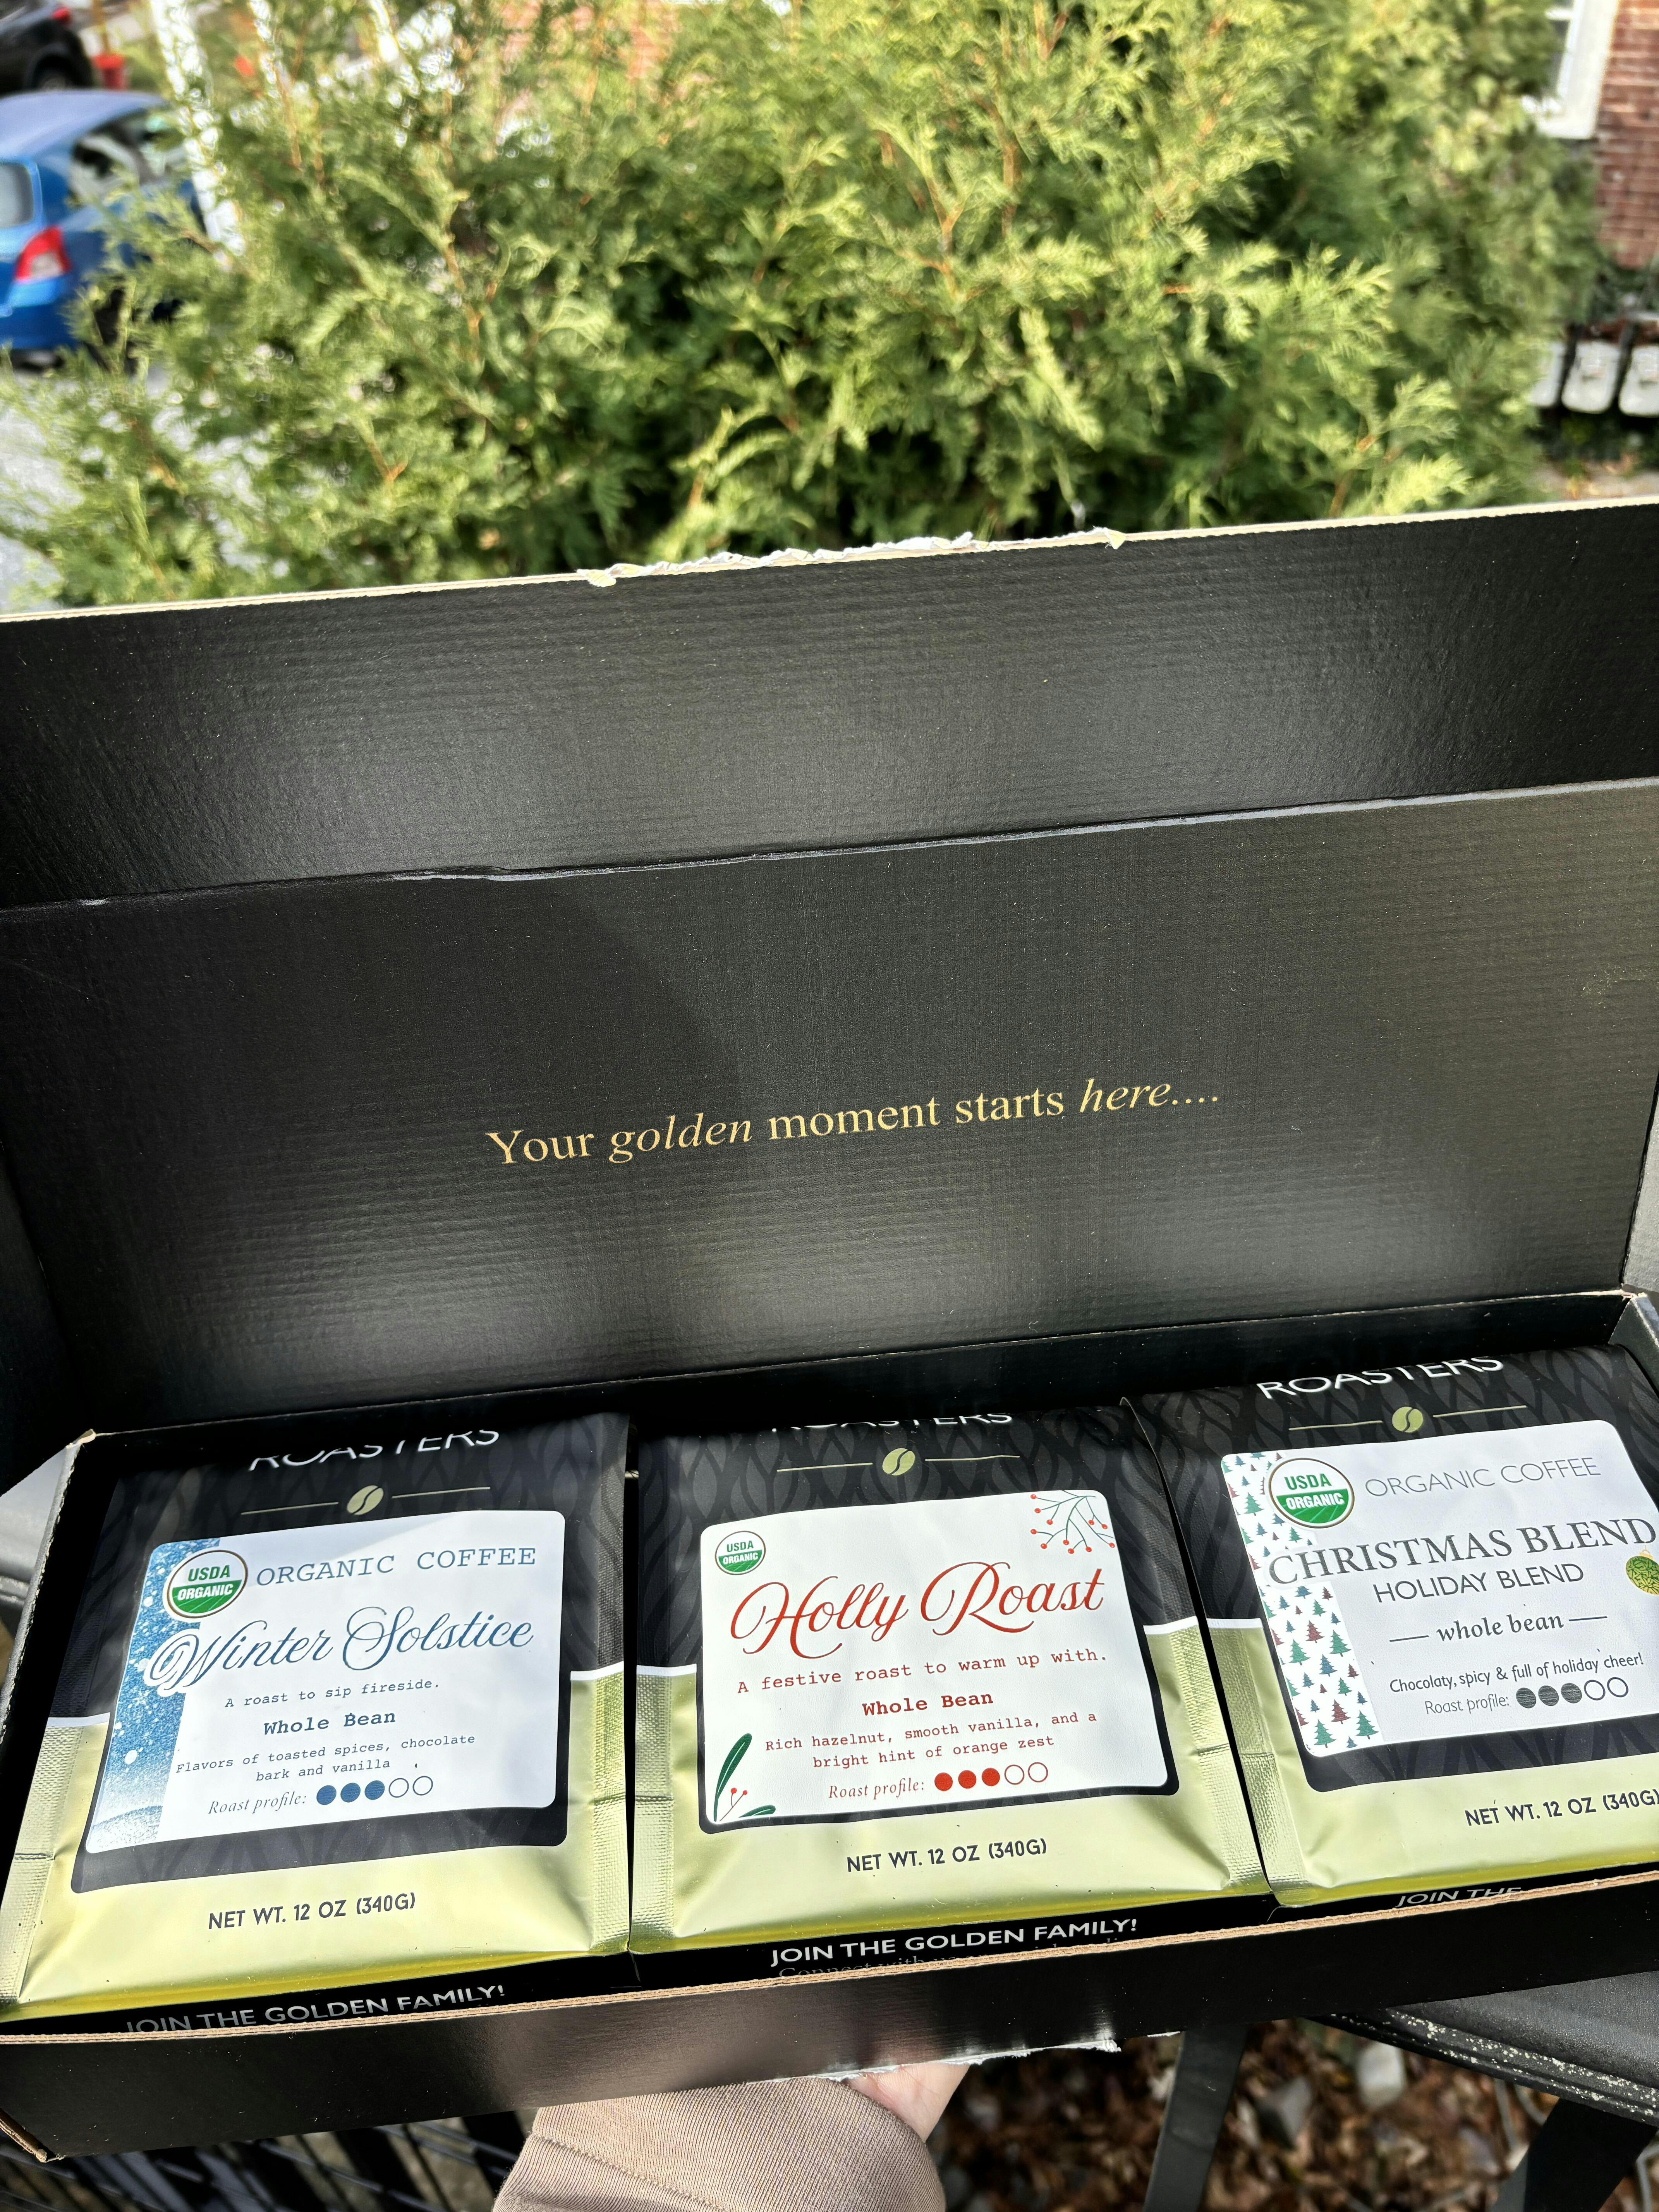 Your golden moment starts here....
ROASTERS
USDA
ORGANIC
ORGANIC COFFEE
Winter Solstice
A roast to sip fireside.
Whole Bean
Flavors of toasted spices, chocolate
bark and vanilla
Roast profile:
NET WT. 12 OZ (340G)
JOIN THE GOLDEN FAMILY!
ROASTERS
USDA
ORGANIC
Holly Roast
A festive roast to warm up with.
Whole Bean
Rich hazelnut, smooth vanilla, and a
bright hint of orange zest
Roast profile:
NET WT. 12 OZ (340G)
JOIN THE GOLDEN FAMILY!
ROASTERS
USDA
ORGANIC
ORGANIC COFFEE
CHRISTMAS BLEND
HOLIDAY BLEND
whole bean
Chocolaty, spicy & full of holiday cheer!
Roast profile:
NET WT. 12 OZ (340G)
JOIN THE